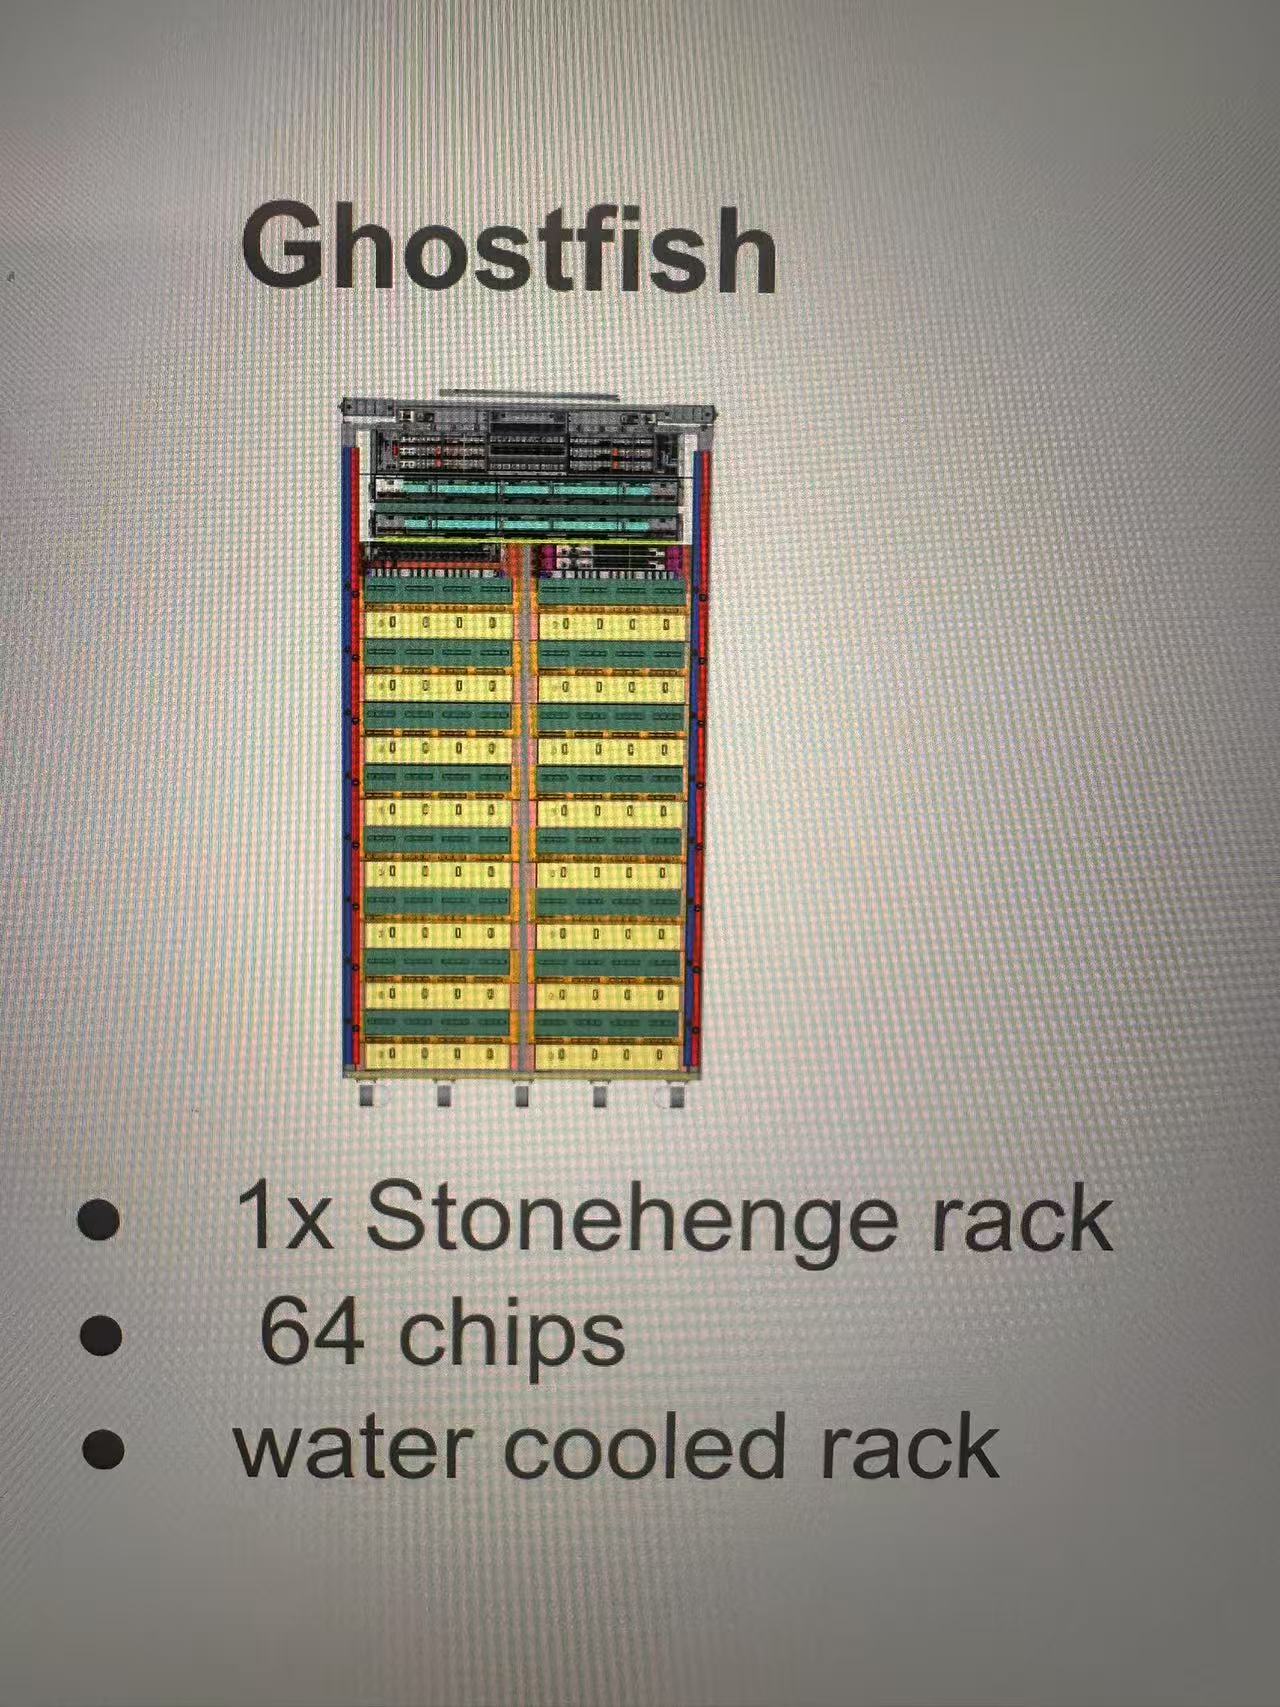 Ghostfish
● 1x Stonehenge rack
● 64 chips
● water cooled rack